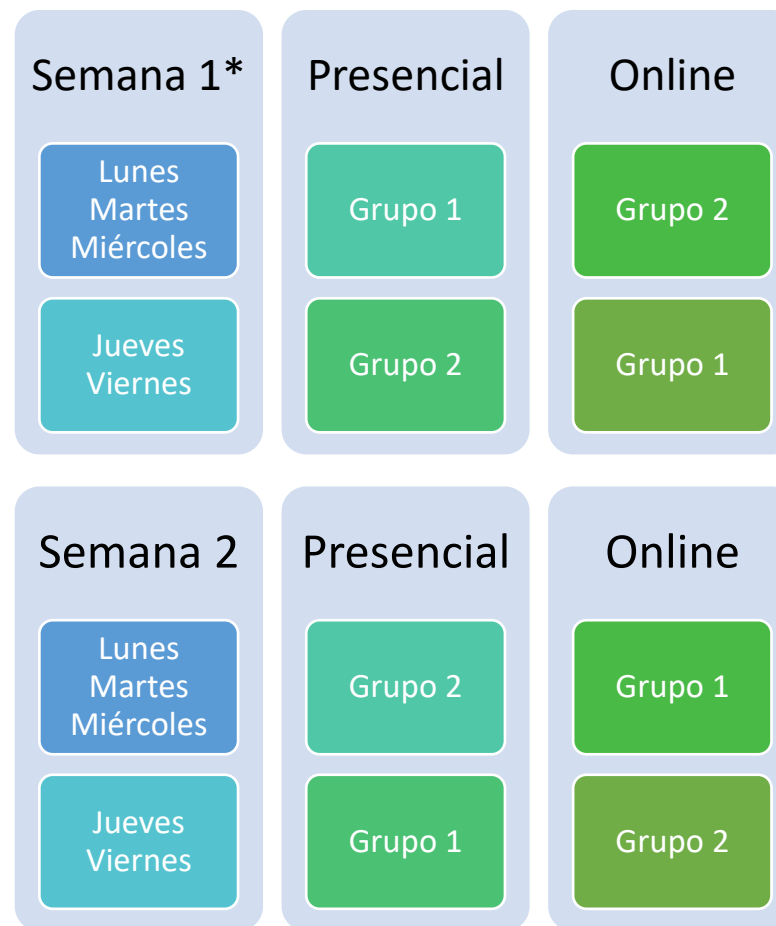 Semana 1*
Presencial
Online
Lunes
Martes
Miércoles
Grupo 1
Grupo 2
Jueves
Viernes
Grupo 2
Grupo 1
Semana 2
Presencial
Online
Lunes
Martes
Miércoles
Grupo 2
Grupo 1
Jueves
Viernes
Grupo 1
Grupo 2